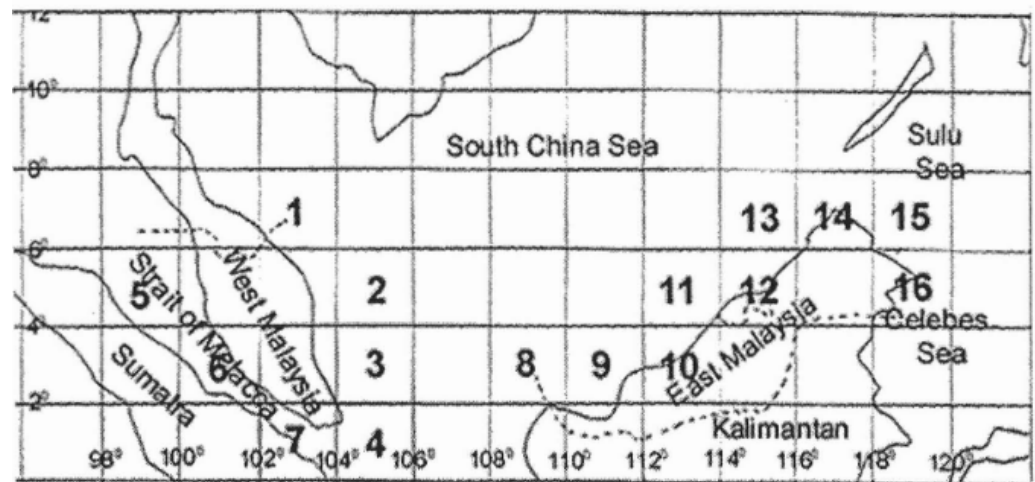 12°
10°
South China Sea
Sulu
Sea
8°
1
13 14 15
6°
West Malaysia
Strait of Melacca
5
2
11 12 16
4°
Celebes
Sea
East Malaysia
Sumatra
6
3
8
9
10
2°
Kalimantan
7
4
98° 100° 102° 104° 106° 108° 110° 112° 114° 116° 118° 120°